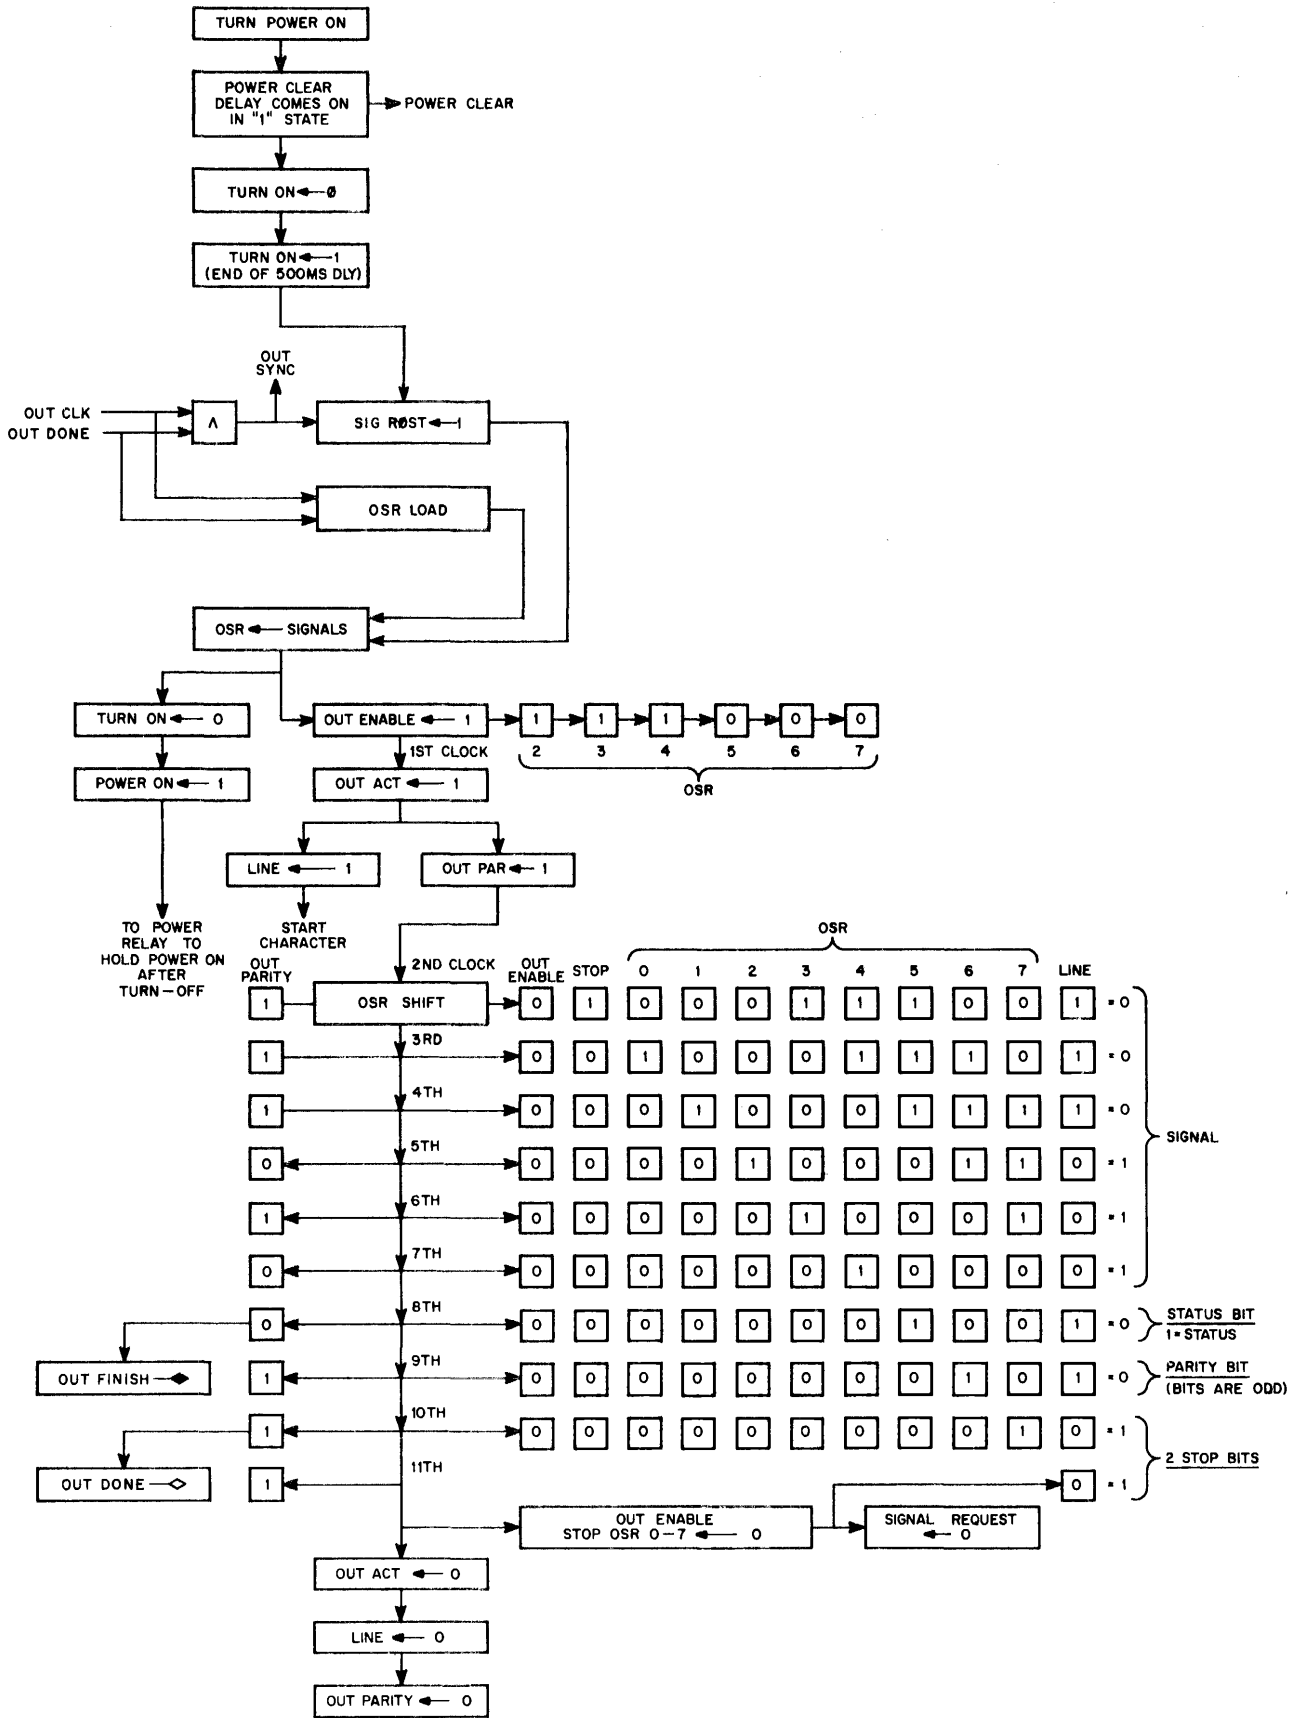 TURN POWER ON
POWER CLEAR
DELAY COMES ON
IN "1" STATE
POWER CLEAR
TURN ON ← Ø
TURN ON ← 1
(END OF 500MS DLY)
OUT
SYNC
OUT CLK
OUT DONE
Λ
SIG RØST ← 1
OSR LOAD
OSR ← SIGNALS
TURN ON ← 0
OUT ENABLE ← 1
1 1 1 0 0 0
2 3 4 5 6 7
OSR
1ST CLOCK
POWER ON ← 1
OUT ACT ← 1
LINE ← 1
OUT PAR ← 1
TO POWER
RELAY TO
HOLD POWER ON
AFTER
TURN-OFF
START
CHARACTER
OSR
2ND CLOCK
OUT
PARITY
OUT
ENABLE
STOP 0 1 2 3 4 5 6 7 LINE
1 OSR SHIFT 0 1 0 0 0 1 1 1 0 0 1 = 0
3RD
1 0 0 1 0 0 0 1 1 1 0 1 = 0
4TH
1 0 0 0 1 0 0 0 1 1 1 1 = 0
SIGNAL
5TH
0 0 0 0 0 1 0 0 0 1 1 0 = 1
6TH
1 0 0 0 0 0 1 0 0 0 1 0 = 1
7TH
0 0 0 0 0 0 0 1 0 0 0 0 = 1
8TH
0 0 0 0 0 0 0 0 1 0 0 1 = 0
STATUS BIT
1 = STATUS
9TH
OUT FINISH
1 0 0 0 0 0 0 0 0 1 0 1 = 0
PARITY BIT
(BITS ARE ODD)
10TH
1 0 0 0 0 0 0 0 0 0 1 0 = 1
2 STOP BITS
11TH
OUT DONE
1 0 = 1
OUT ENABLE
STOP OSR 0-7 ← 0
SIGNAL REQUEST
← 0
OUT ACT ← 0
LINE ← 0
OUT PARITY ← 0